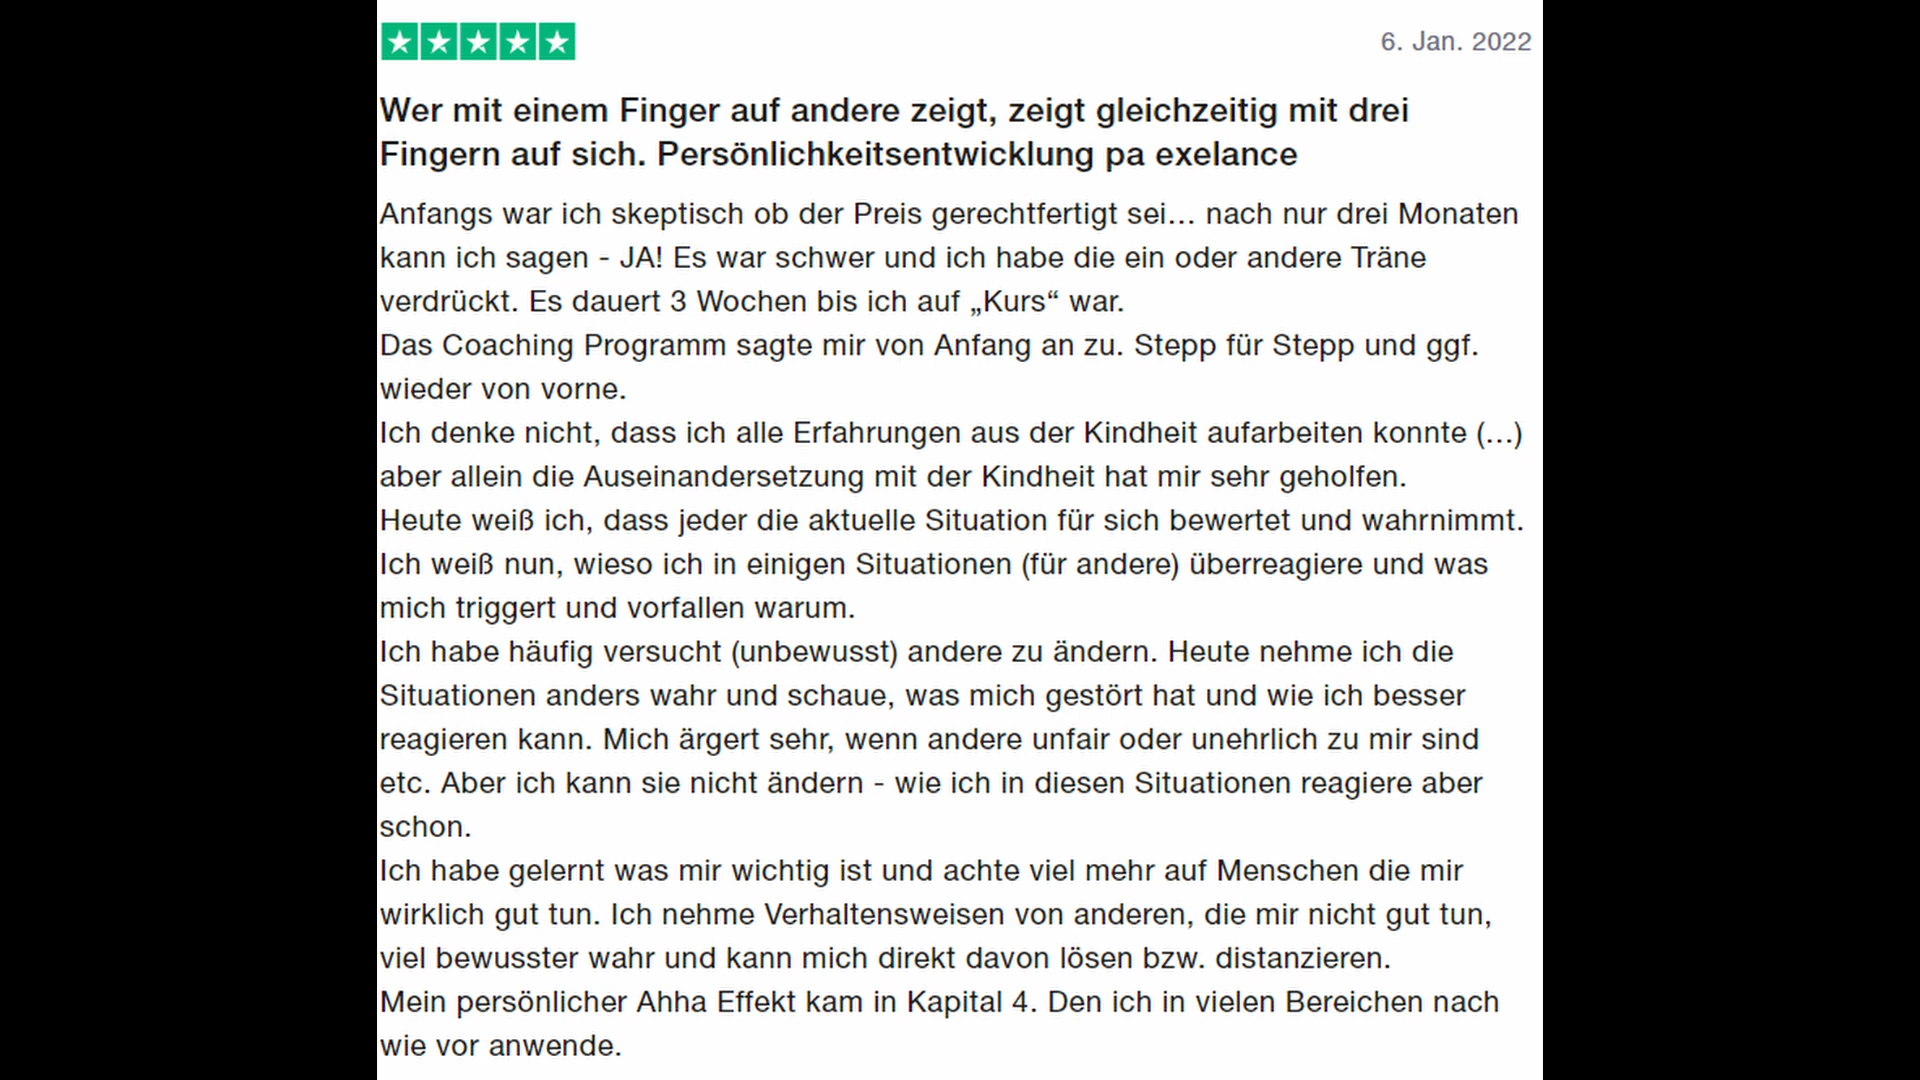 6. Jan. 2022
Wer mit einem Finger auf andere zeigt, zeigt gleichzeitig mit drei
Fingern auf sich. Persönlichkeitsentwicklung pa exelance
Anfangs war ich skeptisch ob der Preis gerechtfertigt sei… nach nur drei Monaten
kann ich sagen - JA! Es war schwer und ich habe die ein oder andere Träne
verdrückt. Es dauert 3 Wochen bis ich auf „Kurs“ war.
Das Coaching Programm sagte mir von Anfang an zu. Stepp für Stepp und ggf.
wieder von vorne.
Ich denke nicht, dass ich alle Erfahrungen aus der Kindheit aufarbeiten konnte (…)
aber allein die Auseinandersetzung mit der Kindheit hat mir sehr geholfen.
Heute weiß ich, dass jeder die aktuelle Situation für sich bewertet und wahrnimmt.
Ich weiß nun, wieso ich in einigen Situationen (für andere) überreagiere und was
mich triggert und vorfallen warum.
Ich habe häufig versucht (unbewusst) andere zu ändern. Heute nehme ich die
Situationen anders wahr und schaue, was mich gestört hat und wie ich besser
reagieren kann. Mich ärgert sehr, wenn andere unfair oder unehrlich zu mir sind
etc. Aber ich kann sie nicht ändern - wie ich in diesen Situationen reagiere aber
schon.
Ich habe gelernt was mir wichtig ist und achte viel mehr auf Menschen die mir
wirklich gut tun. Ich nehme Verhaltensweisen von anderen, die mir nicht gut tun,
viel bewusster wahr und kann mich direkt davon lösen bzw. distanzieren.
Mein persönlicher Ahha Effekt kam in Kapital 4. Den ich in vielen Bereichen nach
wie vor anwende.